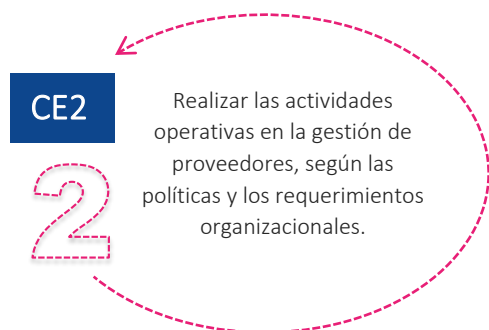 CE2
2
Realizar las actividades
operativas en la gestión de
proveedores, según las
políticas y los requerimientos
organizacionales.